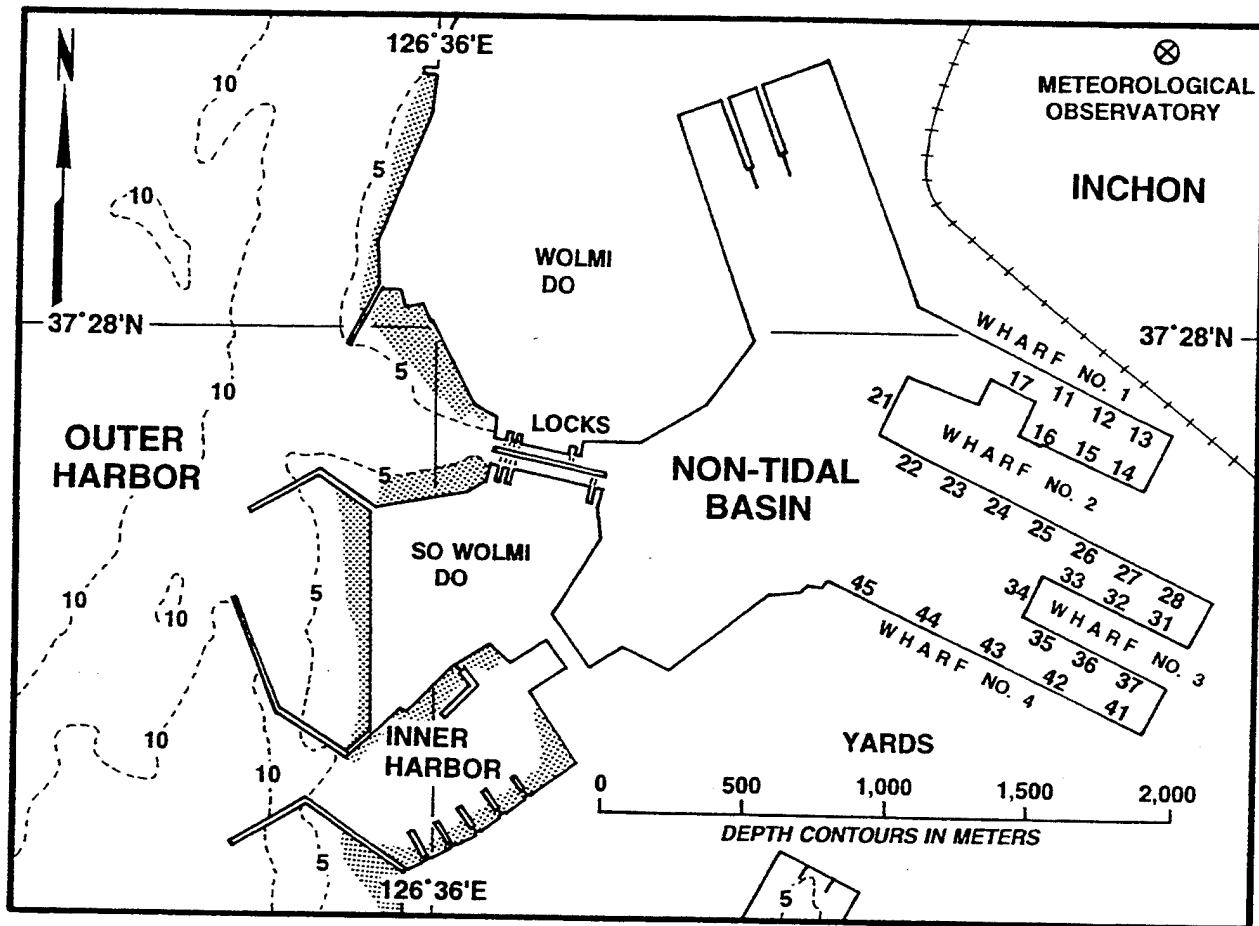 N
126°36'E
10
METEOROLOGICAL
OBSERVATORY
INCHON
5
10
WOLMI
DO
37°28'N
37°28'N
10
5
WHARF NO. 1
17 11 12 13
21
16 15 14
WHARF NO. 2
22 23 24 25 26 27 28
LOCKS
OUTER
HARBOR
NON-TIDAL
BASIN
5
SO WOLMI
DO
34 33 32 31
WHARF NO. 3
35 36 37
45 44 43 42 41
WHARF NO. 4
10
10
5
10
10
INNER
HARBOR
YARDS
0 500 1,000 1,500 2,000
DEPTH CONTOURS IN METERS
5
126°36'E
5